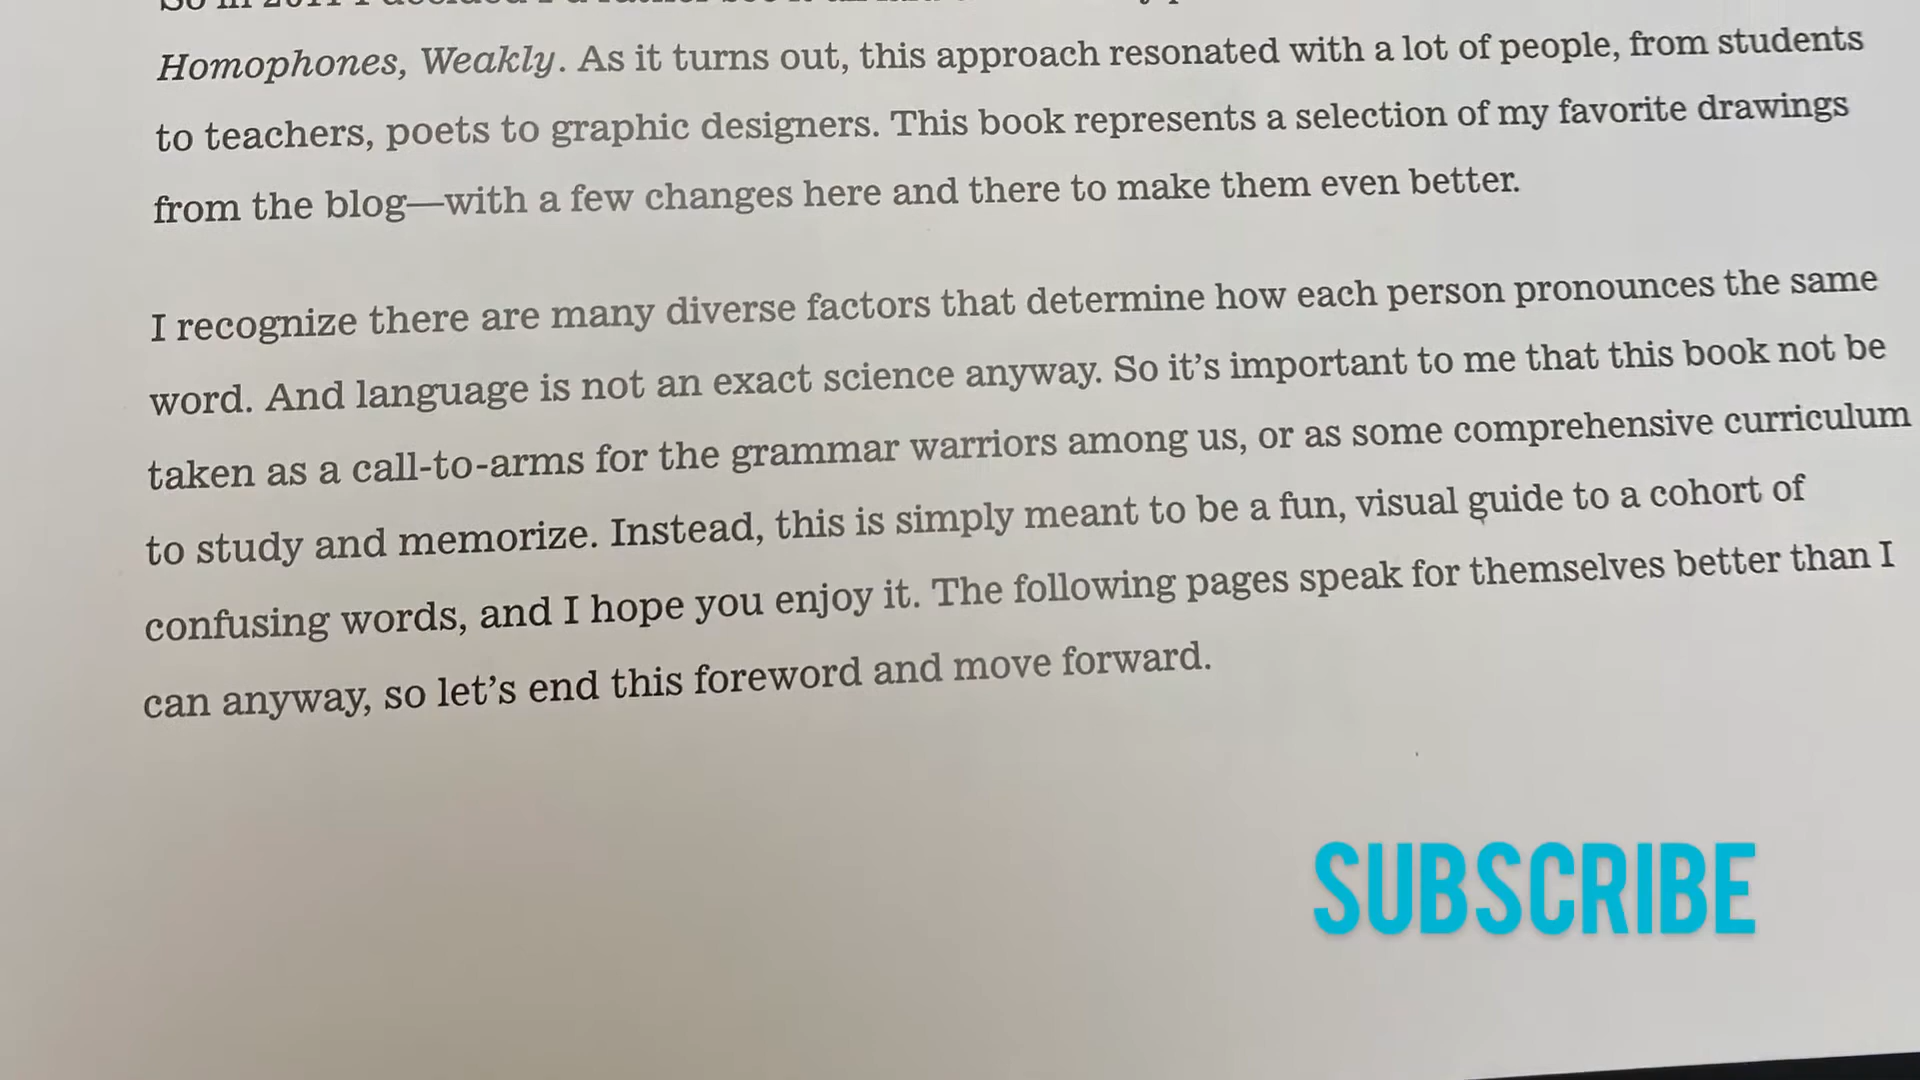 Homophones, Weakly. As it turns out, this approach resonated with a lot of people, from students
to teachers, poets to graphic designers. This book represents a selection of my favorite drawings
from the blog—with a few changes here and there to make them even better.
I recognize there are many diverse factors that determine how each person pronounces the same
word. And language is not an exact science anyway. So it's important to me that this book not be
taken as a call-to-arms for the grammar warriors among us, or as some comprehensive curriculum
to study and memorize. Instead, this is simply meant to be a fun, visual guide to a cohort of
confusing words, and I hope you enjoy it. The following pages speak for themselves better than I
can anyway, so let's end this foreword and move forward.
SUBSCRIBE